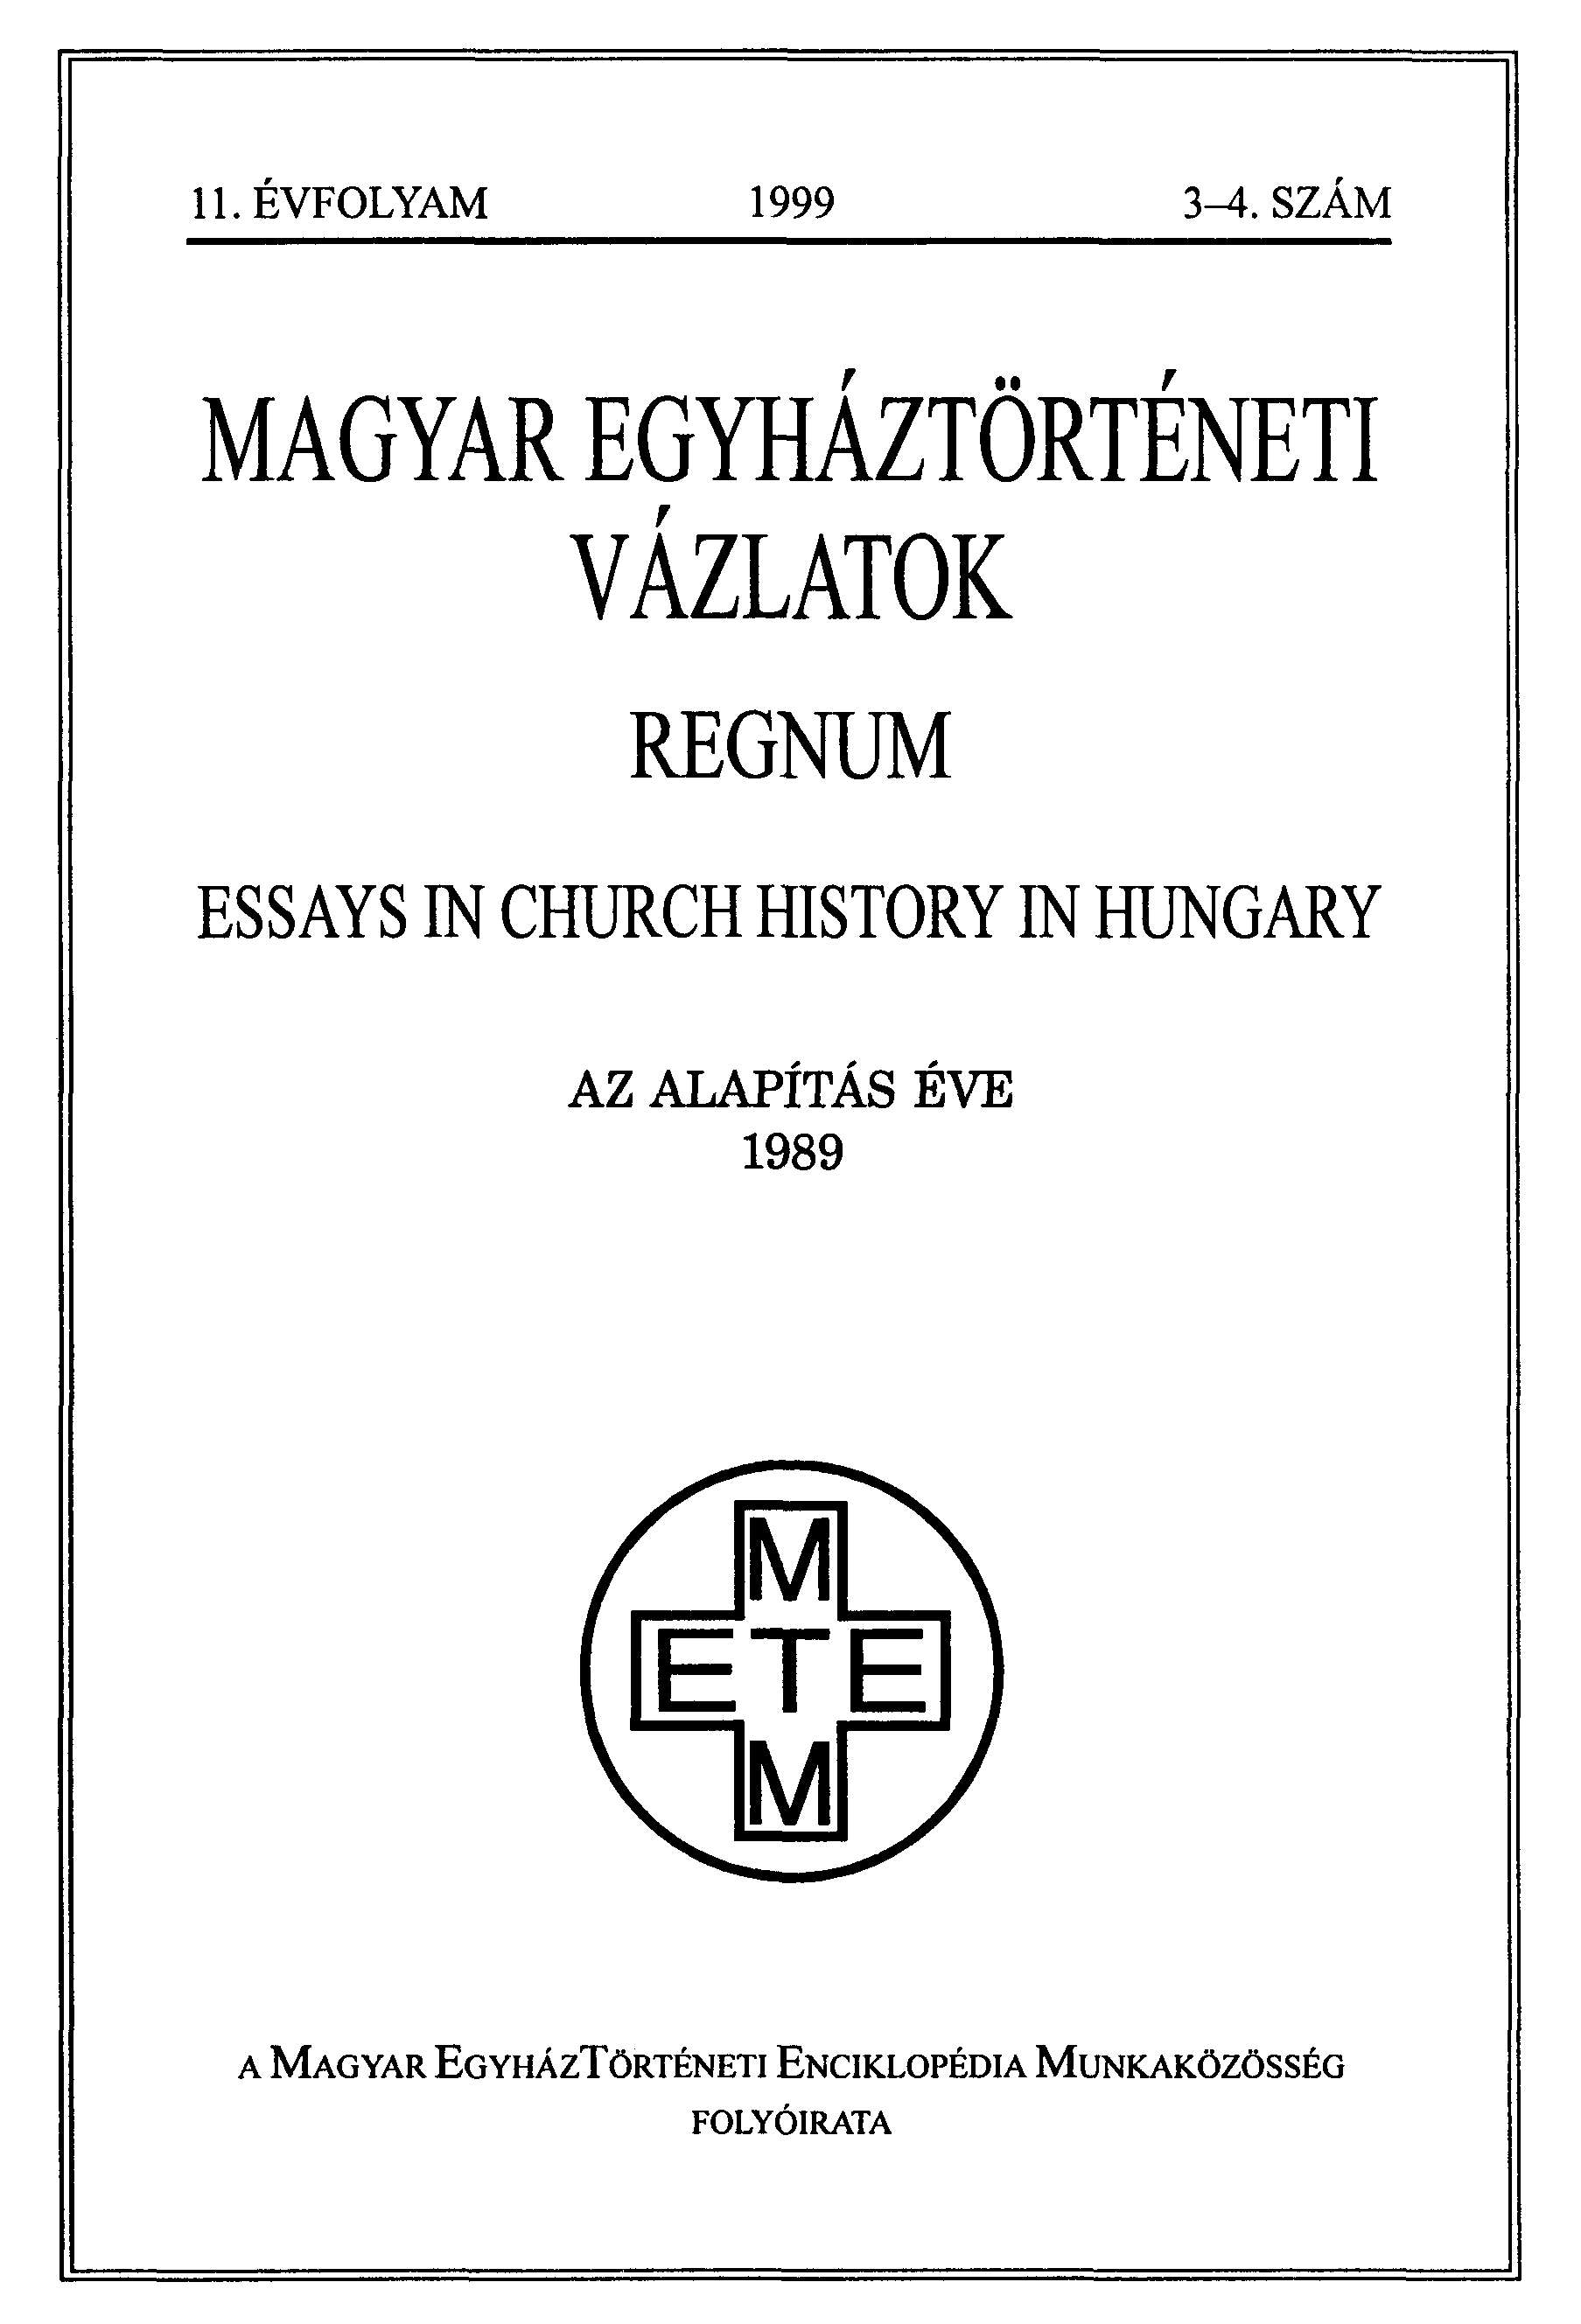 11. ÉVFOLYAM 1999 3–4. SZÁM
MAGYAR EGYHÁZTÖRTÉNETI
VÁZLATOK
REGNUM
ESSAYS IN CHURCH HISTORY IN HUNGARY
AZ ALAPÍTÁS ÉVE
1989
M
ETE
M
A MAGYAR EGYHÁZTÖRTÉNETI ENCIKLOPÉDIA MUNKAKÖZÖSSÉG
FOLYÓIRATA